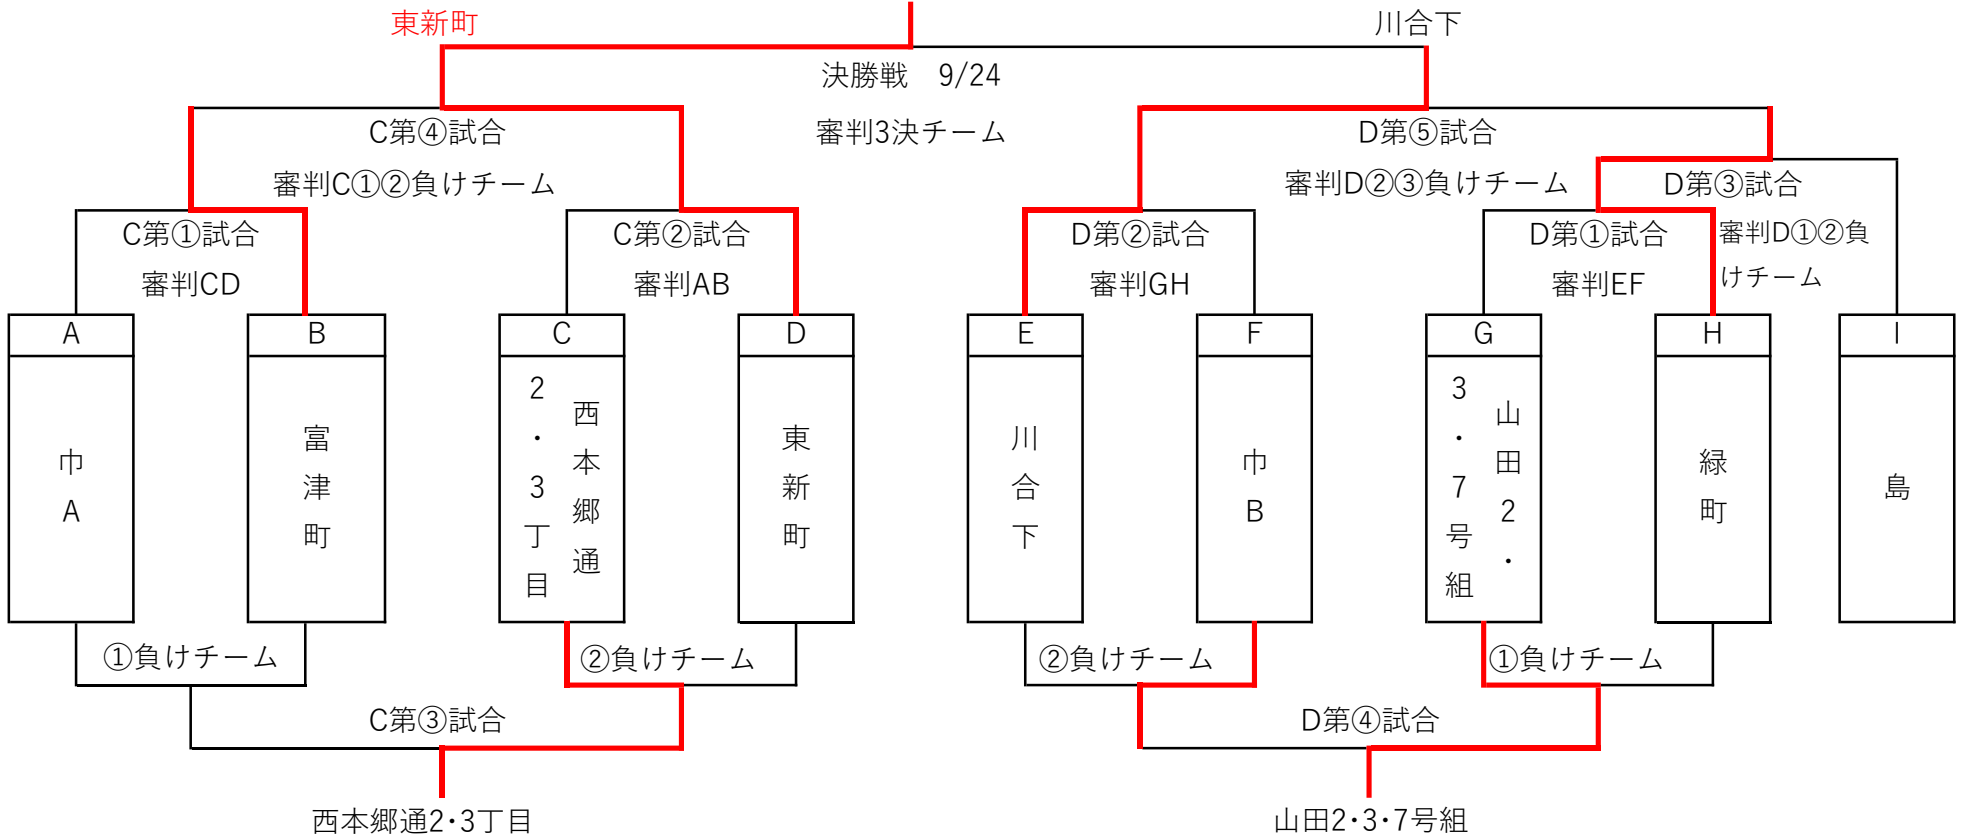 東新町
川合下
決勝戦　9/24
審判3決チーム
C第④試合
審判C①②負けチーム
D第⑤試合
審判D②③負けチーム
D第③試合
審判D①②負
けチーム
C第①試合
審判CD
C第②試合
審判AB
D第②試合
審判GH
D第①試合
審判EF
A
B
C
D
E
F
G
H
I
巾A
富津町
西本郷通
2・3丁目
東新町
川合下
巾B
山田2・
3・7号組
緑町
島
①負けチーム
②負けチーム
②負けチーム
①負けチーム
C第③試合
D第④試合
西本郷通2・3丁目
山田2・3・7号組